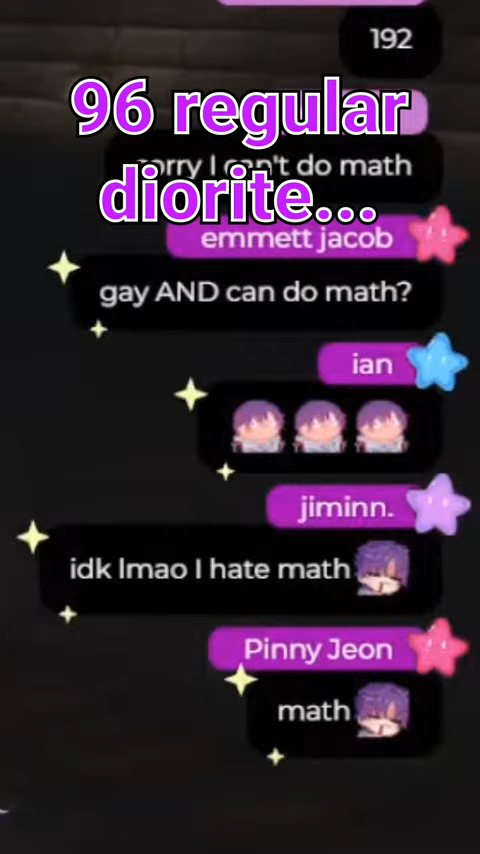 192
96 regular
sorry I can't do math
diorite...
emmett jacob
gay AND can do math?
ian
jiminn.
idk lmao I hate math
Pinny Jeon
math